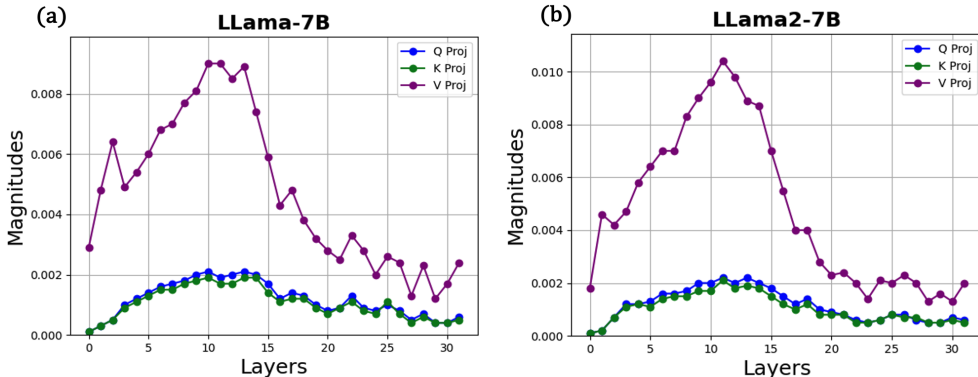 (a)
LLama-7B
Q Proj
K Proj
V Proj
0.008
0.006
0.004
0.002
0.000
Magnitudes
0 5 10 15 20 25 30
Layers
(b)
LLama2-7B
Q Proj
K Proj
V Proj
0.010
0.008
0.006
0.004
0.002
0.000
Magnitudes
0 5 10 15 20 25 30
Layers